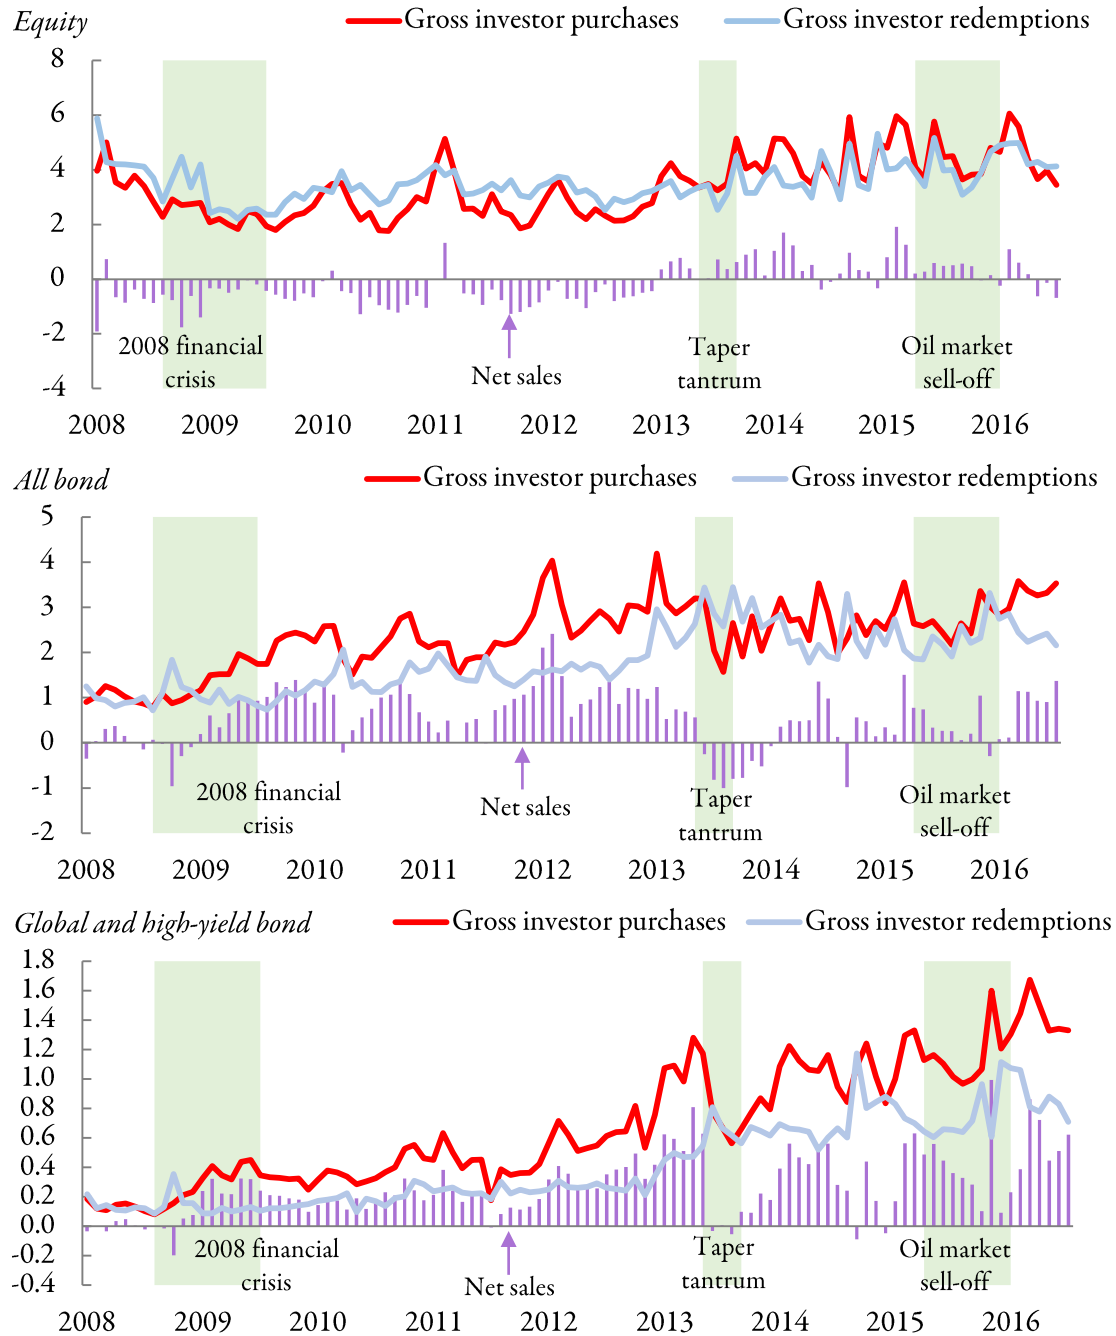 Equity
Gross investor purchases
Gross investor redemptions
8
6
4
2
0
-2
-4
2008 financial
crisis
Net sales
Taper
tantrum
Oil market
sell-off
2008 2009 2010 2011 2012 2013 2014 2015 2016
All bond
Gross investor purchases
Gross investor redemptions
5
4
3
2
1
0
-1
-2
2008 financial
crisis
Net sales
Taper
tantrum
Oil market
sell-off
2008 2009 2010 2011 2012 2013 2014 2015 2016
Global and high-yield bond
Gross investor purchases
Gross investor redemptions
1.8
1.6
1.4
1.2
1.0
0.8
0.6
0.4
0.2
0.0
-0.2
-0.4
2008 financial
crisis
Net sales
Taper
tantrum
Oil market
sell-off
2008 2009 2010 2011 2012 2013 2014 2015 2016